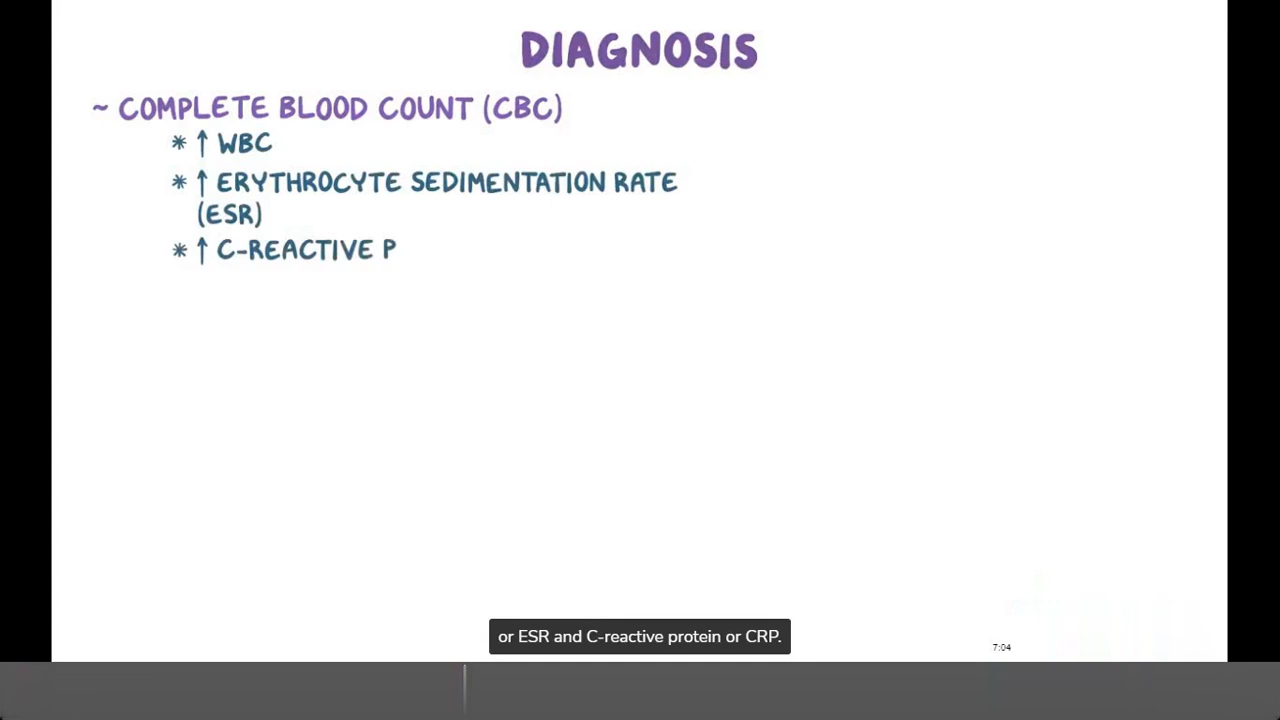 DIAGNOSIS
~ COMPLETE BLOOD COUNT (CBC)
* ↑ WBC
* ↑ ERYTHROCYTE SEDIMENTATION RATE
(ESR)
* ↑ C-REACTIVE P
or ESR and C-reactive protein or CRP.
7:04